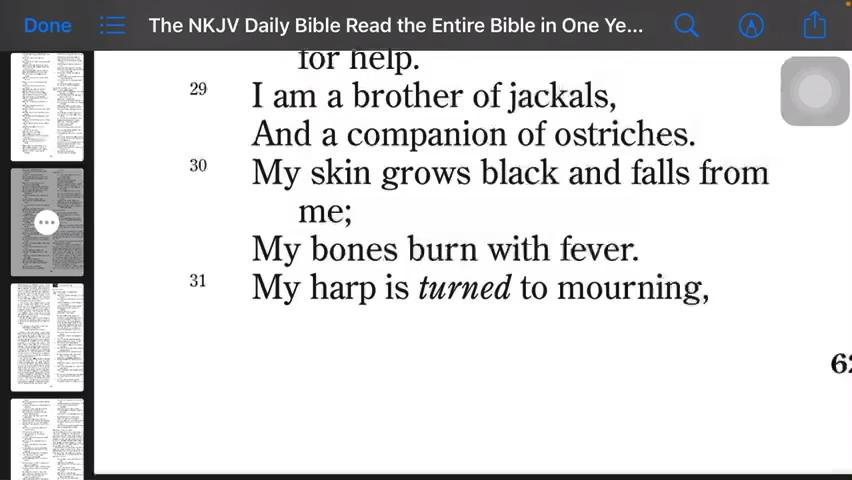 Done The NKJV Daily Bible Read the Entire Bible in One Ye...
for help.
29 I am a brother of jackals,
And a companion of ostriches.
30 My skin grows black and falls from
me;
My bones burn with fever.
31 My harp is turned to mourning,